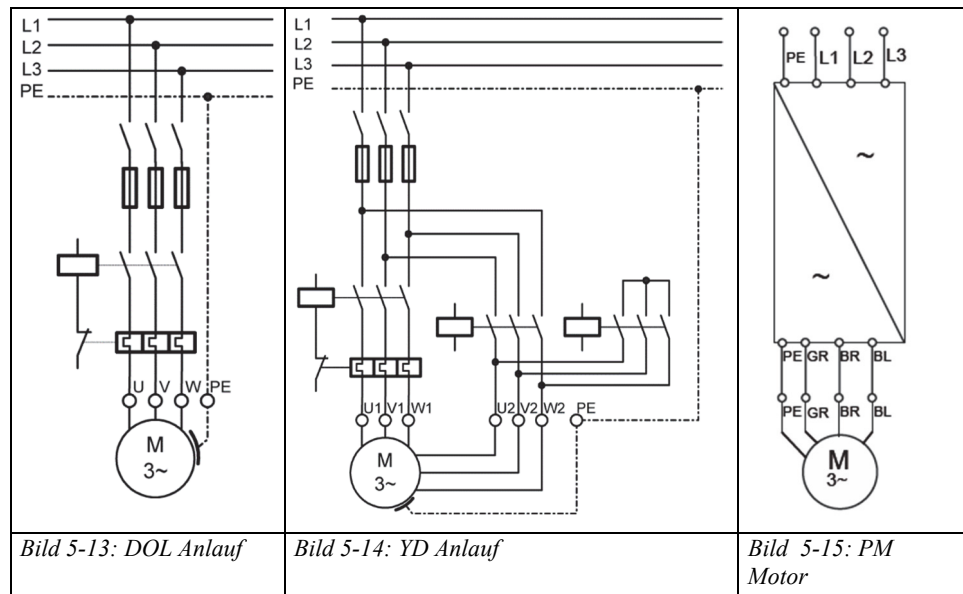 L1
L2
L3
PE
U V W PE
M
3~
Bild 5-13: DOL Anlauf
L1
L2
L3
PE
U1 V1 W1 U2 V2 W2 PE
M
3~
Bild 5-14: YD Anlauf
PE L1 L2 L3
~
~
PE GR BR BL
PE GR BR BL
M
3~
Bild 5-15: PM
Motor